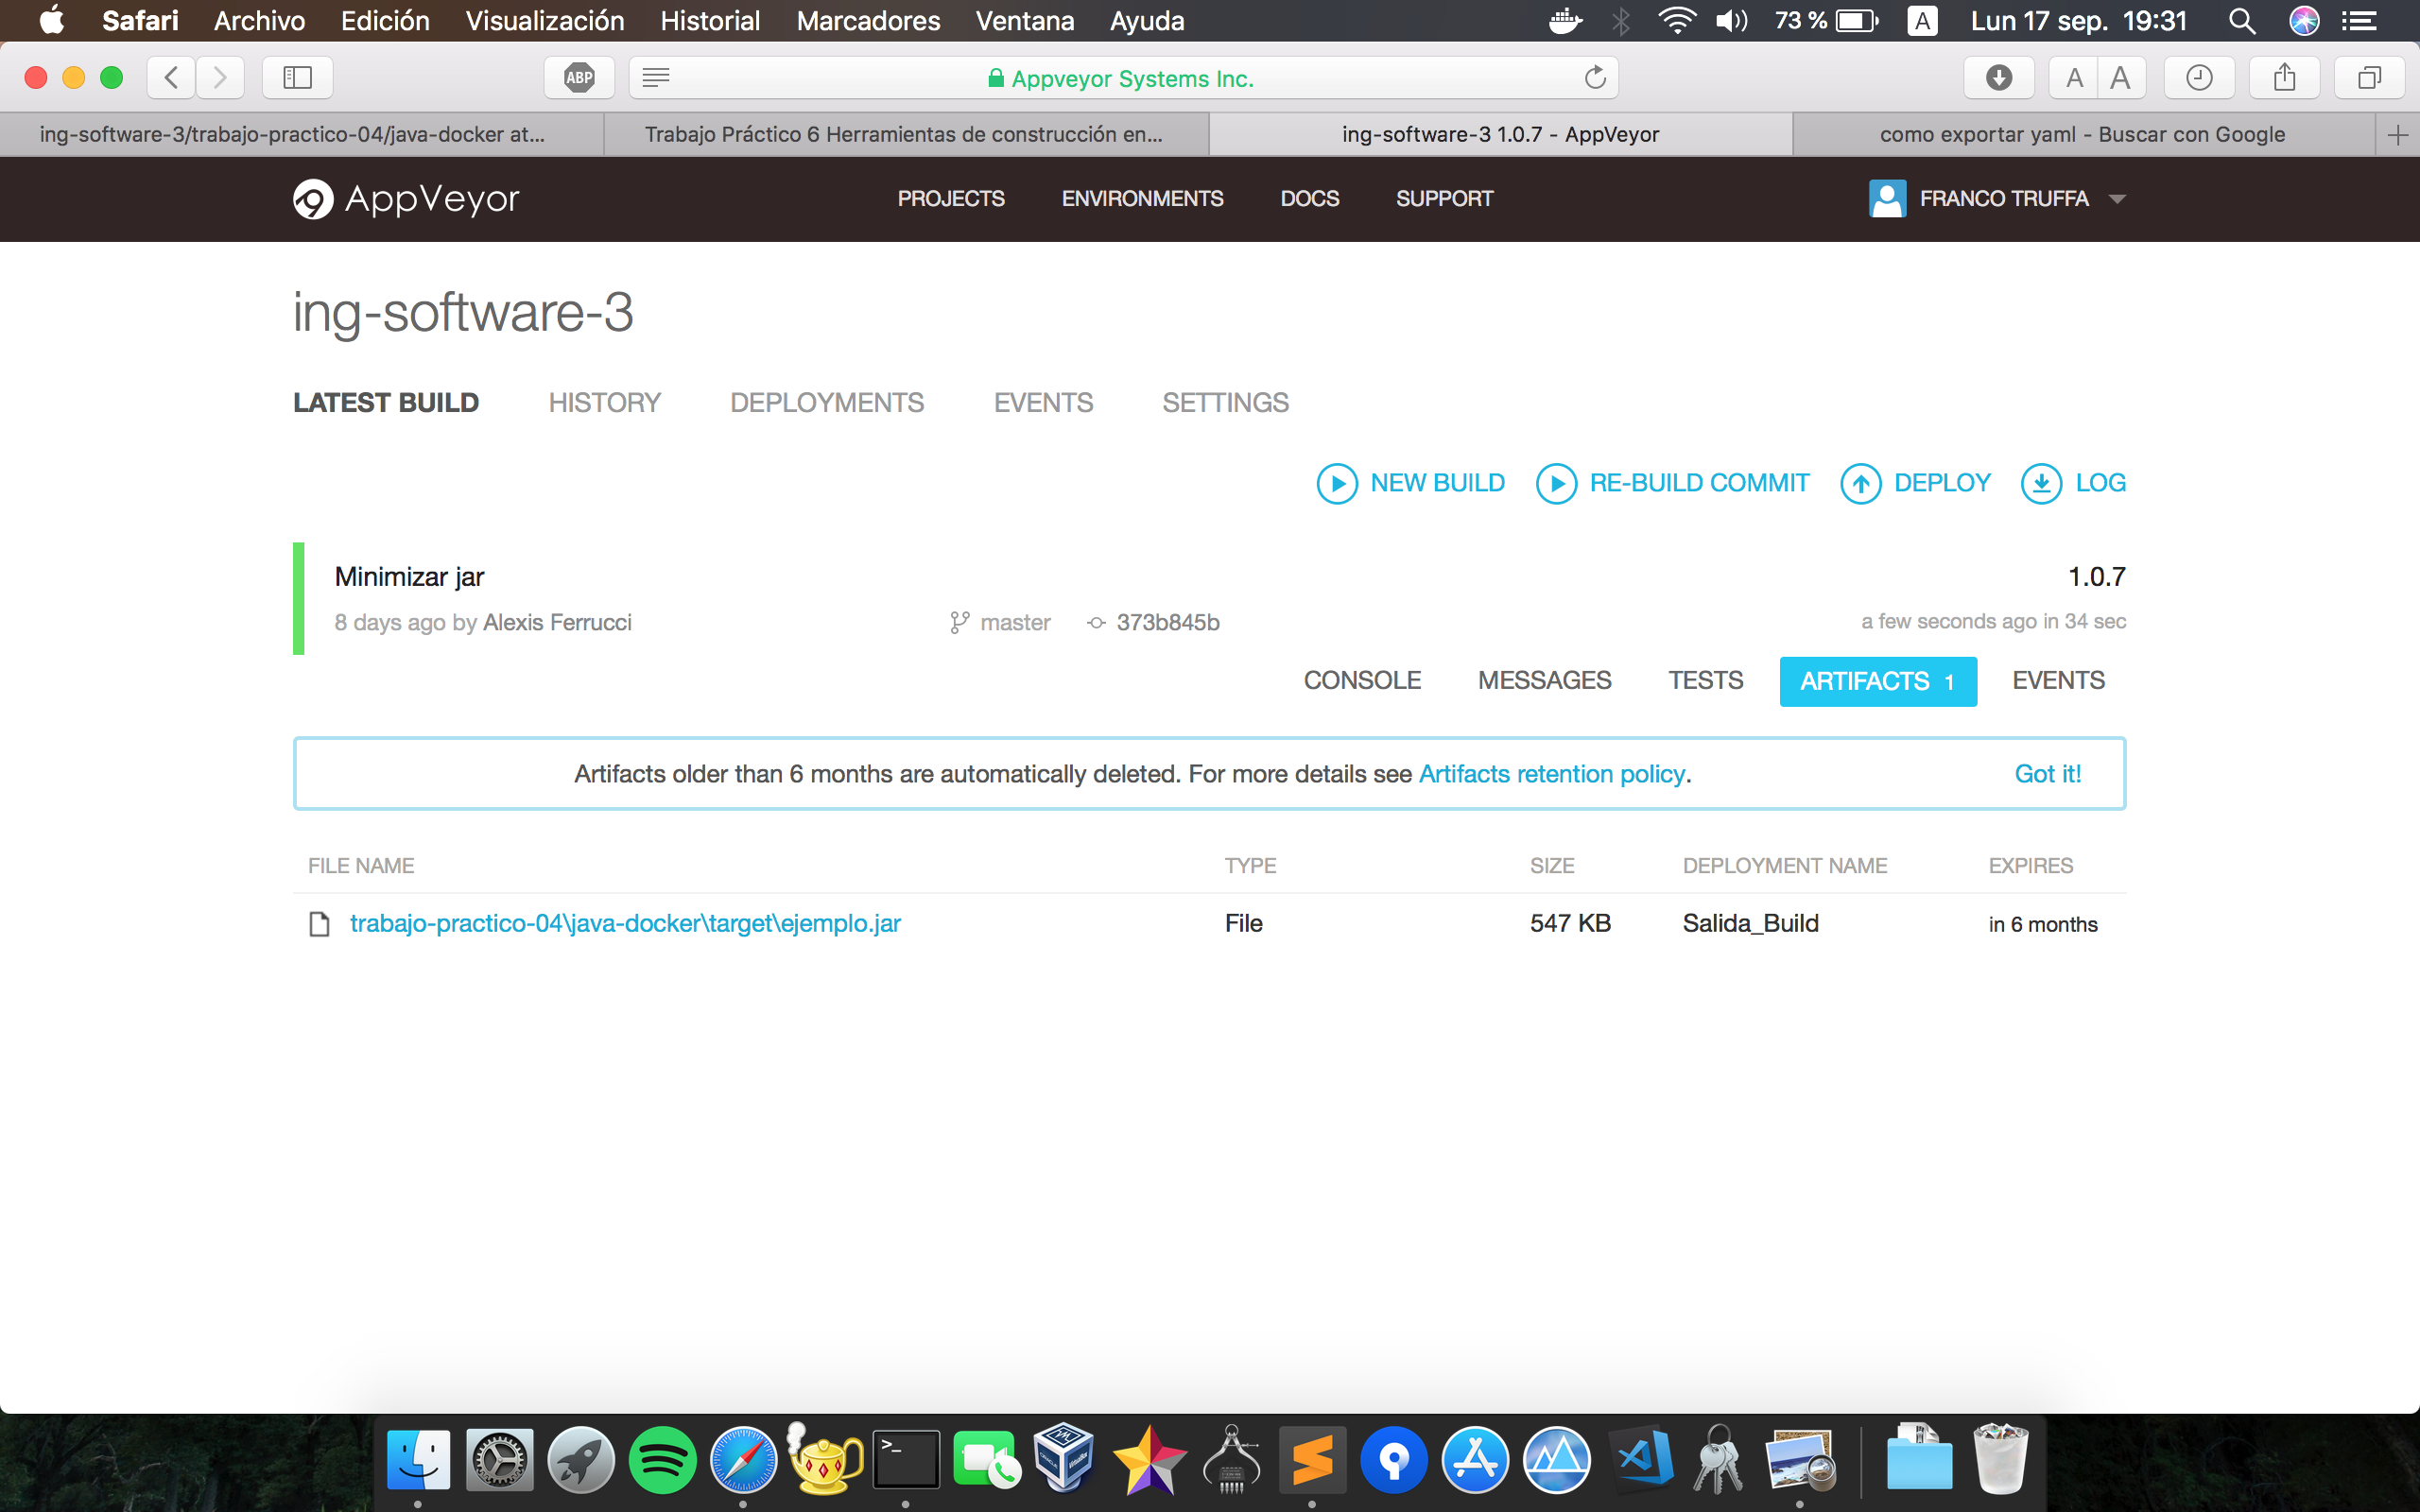 Safari Archivo Edición Visualización Historial Marcadores Ventana Ayuda 73 % A Lun 17 sep. 19:31
ABP Appveyor Systems Inc. A A
ing-software-3/trabajo-practico-04/java-docker at... Trabajo Práctico 6 Herramientas de construcción en... ing-software-3 1.0.7 - AppVeyor como exportar yaml - Buscar con Google
AppVeyor PROJECTS ENVIRONMENTS DOCS SUPPORT FRANCO TRUFFA
ing-software-3
LATEST BUILD HISTORY DEPLOYMENTS EVENTS SETTINGS
NEW BUILD RE-BUILD COMMIT DEPLOY LOG
Minimizar jar 1.0.7
8 days ago by Alexis Ferrucci master 373b845b a few seconds ago in 34 sec
CONSOLE MESSAGES TESTS ARTIFACTS 1 EVENTS
Artifacts older than 6 months are automatically deleted. For more details see Artifacts retention policy. Got it!
FILE NAME TYPE SIZE DEPLOYMENT NAME EXPIRES
trabajo-practico-04\java-docker\target\ejemplo.jar File 547 KB Salida_Build in 6 months